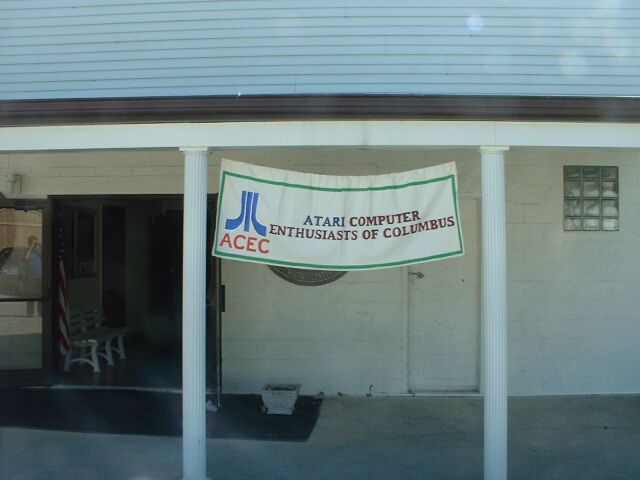 ATARI COMPUTER
ENTHUSIASTS OF COLUMBUS
ACEC